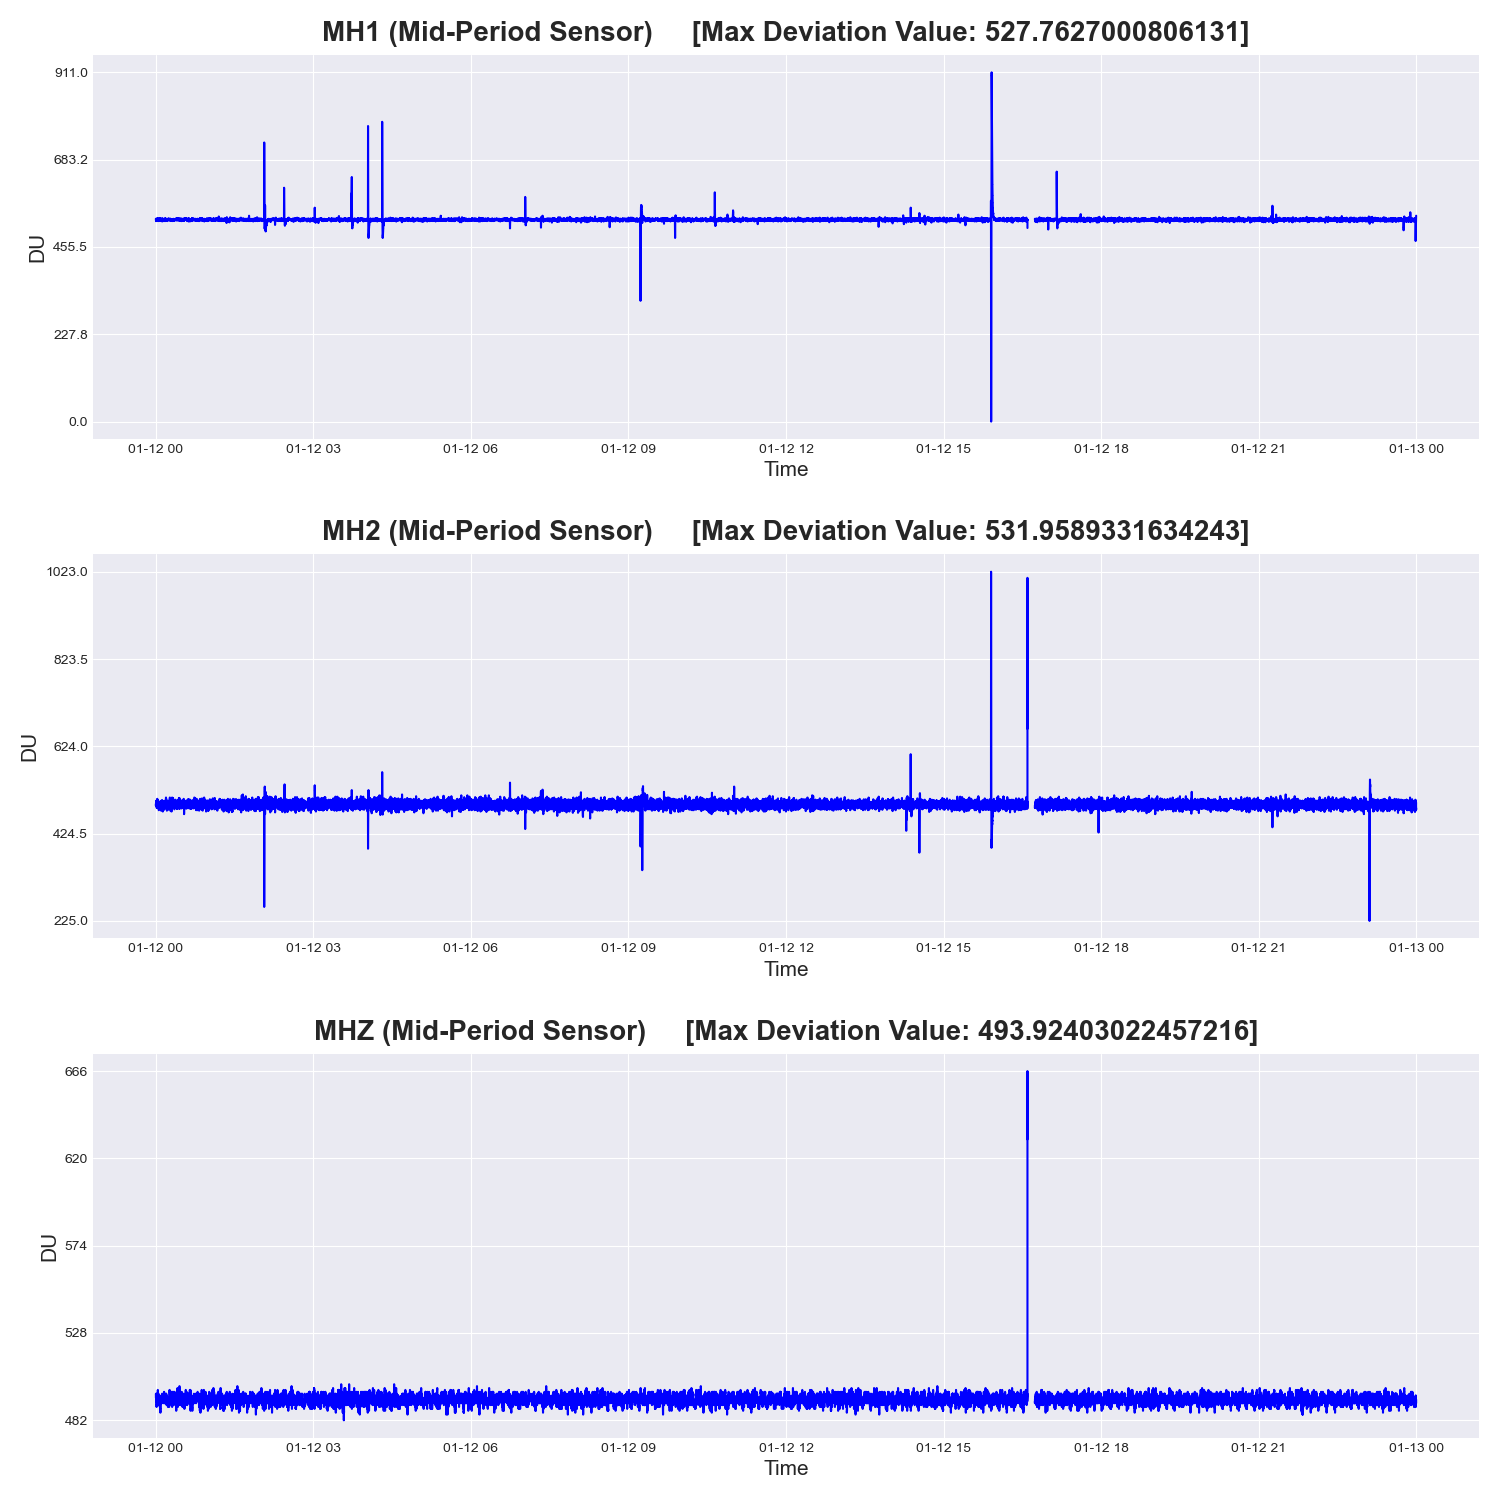 MH1 (Mid-Period Sensor) [Max Deviation Value: 527.7627000806131]
911.0
683.2
455.5
227.8
0.0
DU
01-12 00 01-12 03 01-12 06 01-12 09 01-12 12 01-12 15 01-12 18 01-12 21 01-13 00
Time
MH2 (Mid-Period Sensor) [Max Deviation Value: 531.9589331634243]
1023.0
823.5
624.0
424.5
225.0
DU
01-12 00 01-12 03 01-12 06 01-12 09 01-12 12 01-12 15 01-12 18 01-12 21 01-13 00
Time
MHZ (Mid-Period Sensor) [Max Deviation Value: 493.92403022457216]
666
620
574
528
482
DU
01-12 00 01-12 03 01-12 06 01-12 09 01-12 12 01-12 15 01-12 18 01-12 21 01-13 00
Time